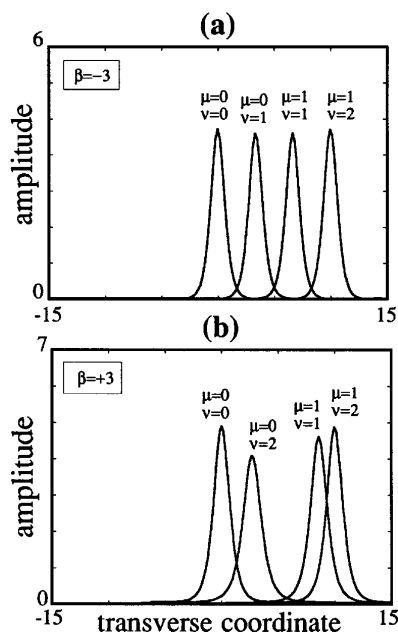 (a)
6
β=−3
μ=0 μ=0 μ=1 μ=1
ν=0 ν=1 ν=1 ν=2
amplitude
0
-15 15
(b)
7
β=+3
μ=0 μ=0 μ=1 μ=1
ν=0 ν=2 ν=1 ν=2
amplitude
0
-15 15
transverse coordinate